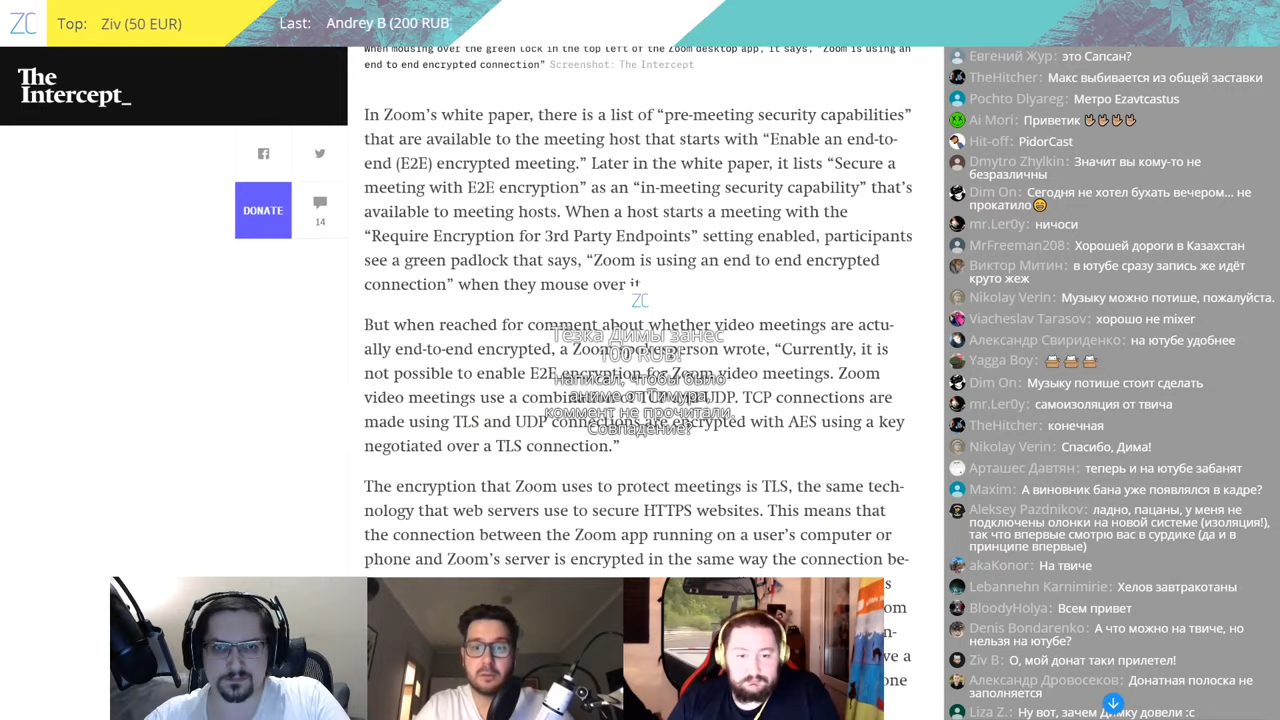 ZC
Top: Ziv (50 EUR)
Last: Andrey B (200 RUB
The
Intercept_
DONATE
14
When mousing over the green lock in the top left of the Zoom desktop app, it says, “Zoom is using an
end to end encrypted connection” Screenshot: The Intercept
In Zoom’s white paper, there is a list of “pre-meeting security capabilities”
that are available to the meeting host that starts with “Enable an end-to-
end (E2E) encrypted meeting.” Later in the white paper, it lists “Secure a
meeting with E2E encryption” as an “in-meeting security capability” that’s
available to meeting hosts. When a host starts a meeting with the
“Require Encryption for 3rd Party Endpoints” setting enabled, participants
see a green padlock that says, “Zoom is using an end to end encrypted
connection” when they mouse over it.
But when reached for comment about whether video meetings are actu-
ally end-to-end encrypted, a Zoom spokesperson wrote, “Currently, it is
not possible to enable E2E encryption for Zoom video meetings. Zoom
video meetings use a combination of TCP and UDP. TCP connections are
made using TLS and UDP connections are encrypted with AES using a key
negotiated over a TLS connection.”
The encryption that Zoom uses to protect meetings is TLS, the same tech-
nology that web servers use to secure HTTPS websites. This means that
the connection between the Zoom app running on a user’s computer or
phone and Zoom’s server is encrypted in the same way the connection be-
s
om
n-
ve a
one
ZC
Тёзка Димы занес
100 RUB!
написал, чтобы было
аниме от Тимура,
коммент не прочитали.
Совпадение?
Евгений Жур: это Сапсан?
TheHitcher: Макс выбивается из общей заставки
Pochto Dlyareg: Метро Ezavtcastus
Ai Mori: Приветик
Hit-off: PidorCast
Dmytro Zhylkin: Значит вы кому-то не
безразличны
Dim On: Сегодня не хотел бухать вечером... не
прокатило
mr.Ler0y: ничоси
MrFreeman208: Хорошей дороги в Казахстан
Виктор Митин: в ютубе сразу запись же идёт
круто жеж
Nikolay Verin: Музыку можно потише, пожалуйста.
Viacheslav Tarasov: хорошо не mixer
Александр Свириденко: на ютубе удобнее
Yagga Boy:
Dim On: Музыку потише стоит сделать
mr.Ler0y: самоизоляция от твича
TheHitcher: конечная
Nikolay Verin: Спасибо, Дима!
Арташес Давтян: теперь и на ютубе забанят
Maxim: А виновник бана уже появлялся в кадре?
Aleksey Pazdnikov: ладно, пацаны, у меня не
подключены олонки на новой системе (изоляция!),
так что впервые смотрю вас в сурдике (да и в
принципе впервые)
akaKonor: На твиче
Lebannehn Karnimirie: Хелов завтракотаны
BloodyHolya: Всем привет
Denis Bondarenko: А что можно на твиче, но
нельзя на ютубе?
Ziv B: О, мой донат таки прилетел!
Александр Дровосеков: Донатная полоска не
заполняется
Liza Z.: Ну вот, зачем Димку довели :с